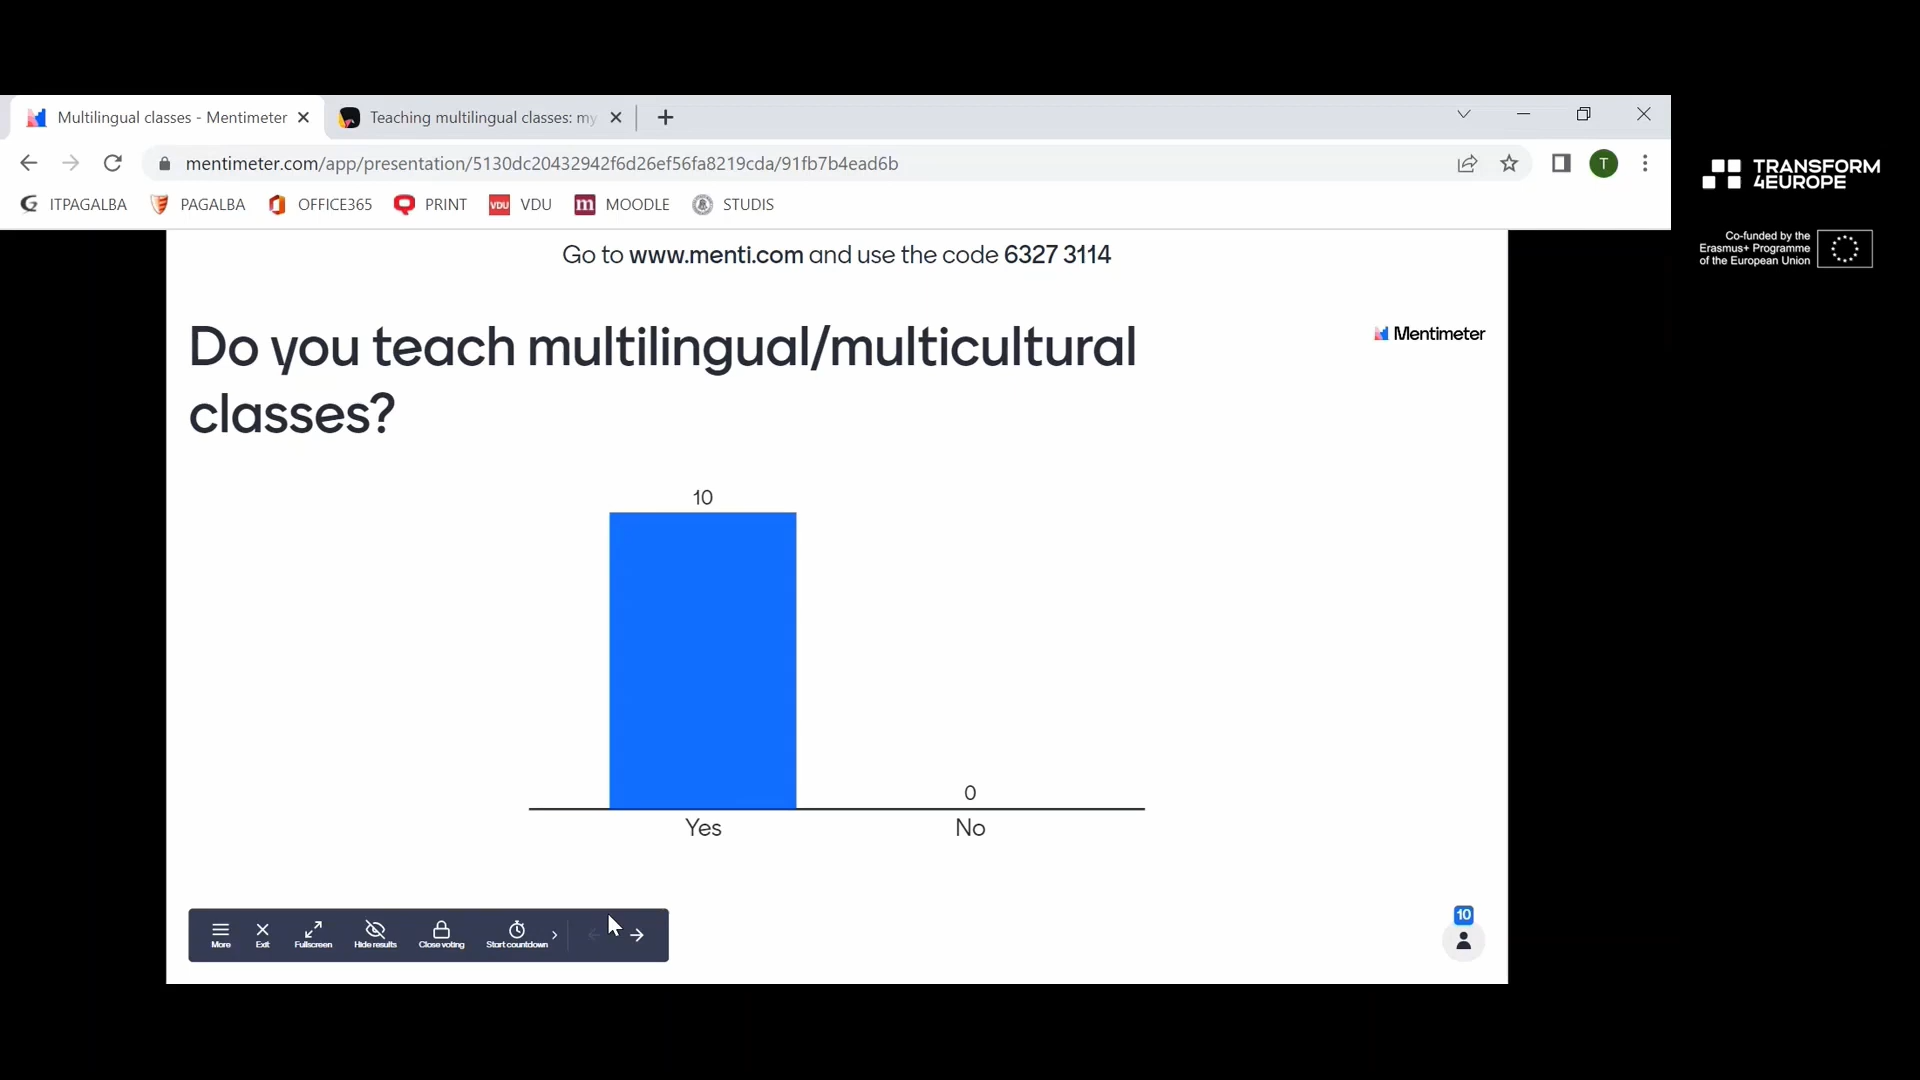 Multilingual classes - Mentimeter
Teaching multilingual classes: my
mentimeter.com/app/presentation/5130dc20432942f6d26ef56fa8219cda/91fb7b4ead6b
T
ITPAGALBA PAGALBA OFFICE365 PRINT VDU VDU m MOODLE STUDIS
TRANSFORM
4EUROPE
Co-funded by the
Erasmus+ Programme
of the European Union
Go to www.menti.com and use the code 6327 3114
Do you teach multilingual/multicultural
classes?
Mentimeter
10
0
Yes No
More Exit Fullscreen Hide results Close voting Start countdown
10